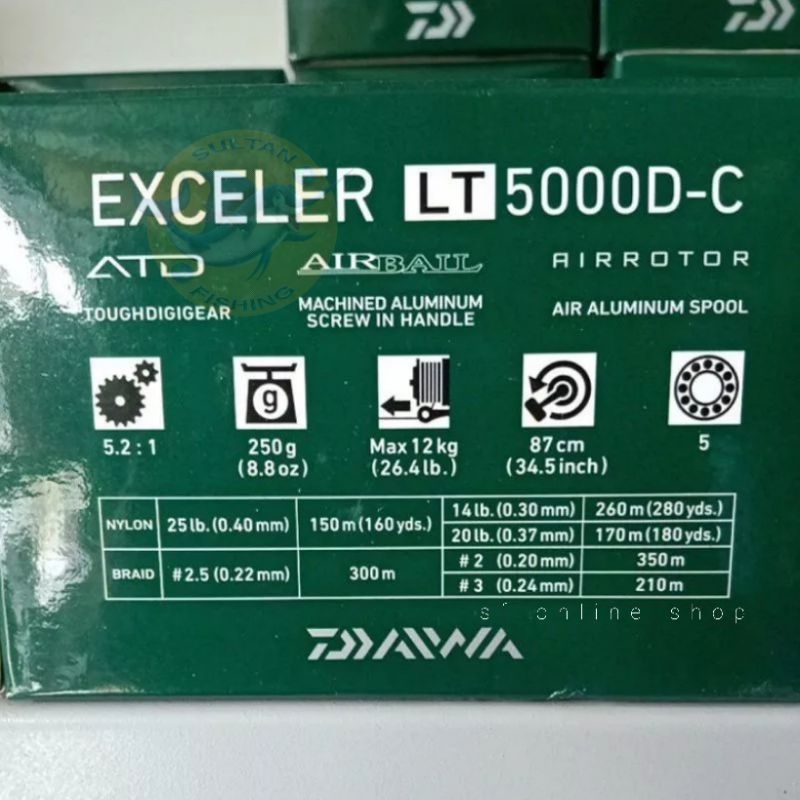 EXCELER LT 5000D-C
ATD AIRBAIL AIRROTOR
TOUGHDIGIGEAR MACHINED ALUMINUM SCREW IN HANDLE AIR ALUMINUM SPOOL
SULTAN
FISHING
g
5.2 : 1 250g (8.8oz) Max 12kg (26.4lb.) 87cm (34.5inch) 5
NYLON 25lb. (0.40mm) 150m (160yds.) 14lb. (0.30mm) 260m (280yds.)
20lb. (0.37mm) 170m (180yds.)
BRAID #2.5 (0.22mm) 300m #2 (0.20mm) 350m
#3 (0.24mm) 210m
online shop
DAIWA